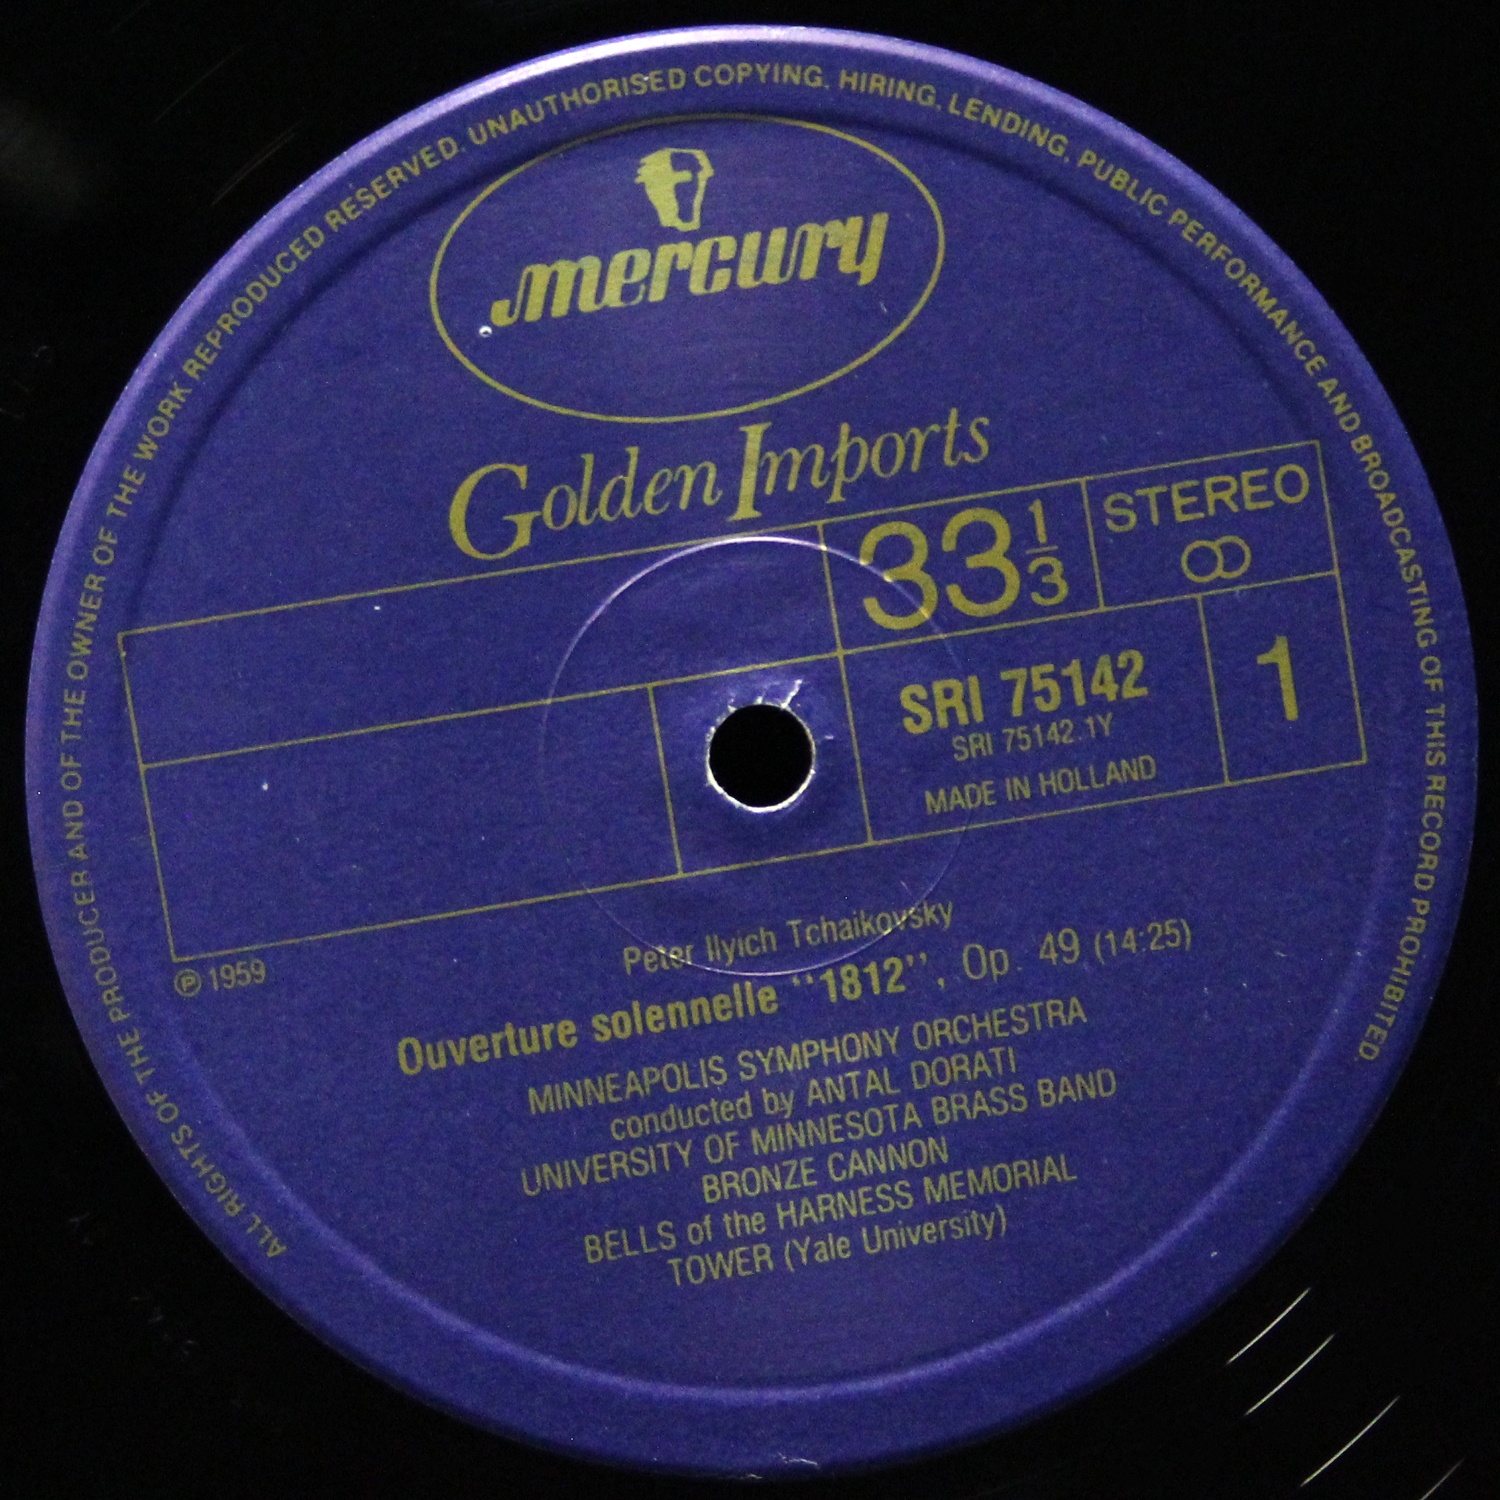 ALL RIGHTS OF THE PRODUCER AND OF THE OWNER OF THE WORK REPRODUCED RESERVED. UNAUTHORISED COPYING, HIRING, LENDING, PUBLIC PERFORMANCE AND BROADCASTING OF THIS RECORD PROHIBITED.
mercury
Golden Imports
33 1/3
STEREO
SRI 75142
SRI 75142.1Y
MADE IN HOLLAND
1
℗ 1959
Peter Ilyich Tchaikovsky
Ouverture solennelle "1812", Op. 49 (14:25)
MINNEAPOLIS SYMPHONY ORCHESTRA
conducted by ANTAL DORATI
UNIVERSITY OF MINNESOTA BRASS BAND
BRONZE CANNON
BELLS of the HARNESS MEMORIAL
TOWER (Yale University)